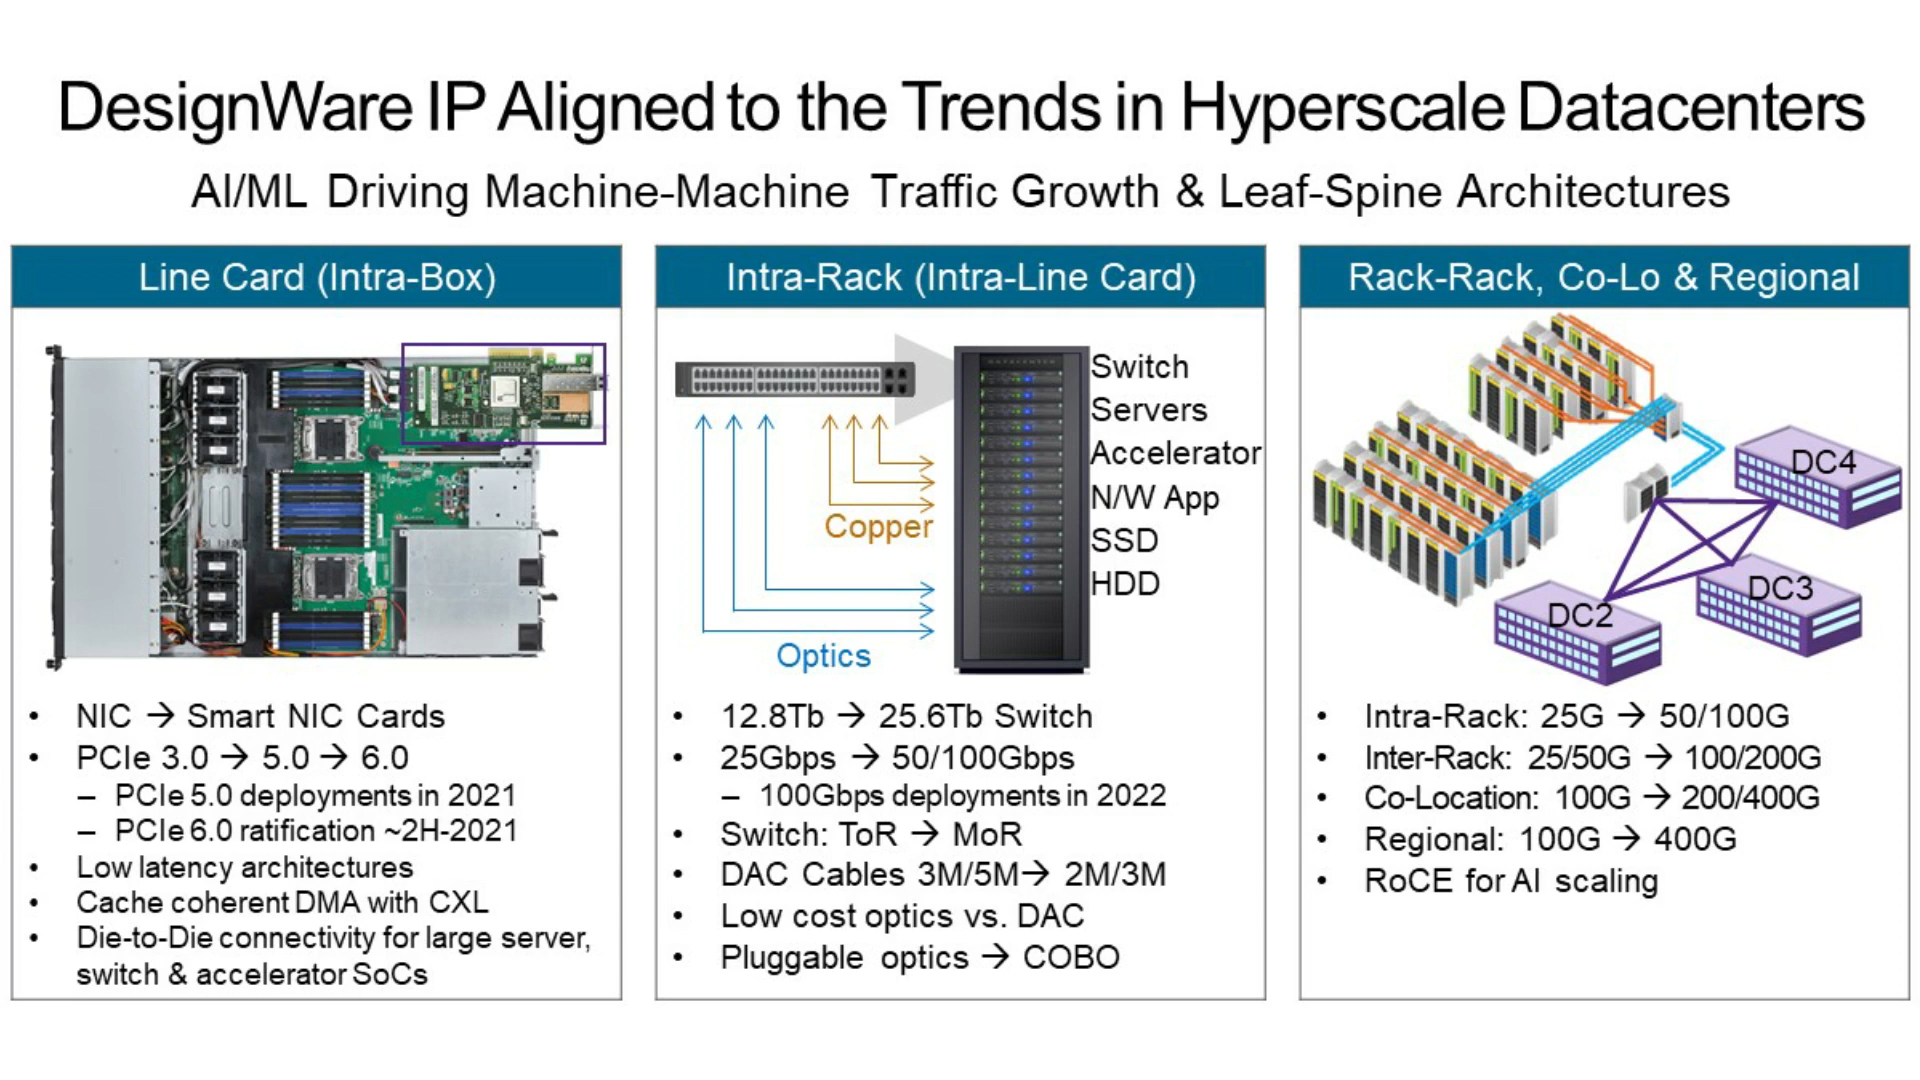 DesignWare IP Aligned to the Trends in Hyperscale Datacenters
AI/ML Driving Machine-Machine Traffic Growth & Leaf-Spine Architectures
Line Card (Intra-Box)
• NIC → Smart NIC Cards
• PCIe 3.0 → 5.0 → 6.0
– PCIe 5.0 deployments in 2021
– PCIe 6.0 ratification ~2H-2021
• Low latency architectures
• Cache coherent DMA with CXL
• Die-to-Die connectivity for large server,
switch & accelerator SoCs
Intra-Rack (Intra-Line Card)
Switch
Servers
Accelerator
N/W App
SSD
HDD
Copper
Optics
• 12.8Tb → 25.6Tb Switch
• 25Gbps → 50/100Gbps
– 100Gbps deployments in 2022
• Switch: ToR → MoR
• DAC Cables 3M/5M→ 2M/3M
• Low cost optics vs. DAC
• Pluggable optics → COBO
Rack-Rack, Co-Lo & Regional
DC4
DC3
DC2
• Intra-Rack: 25G → 50/100G
• Inter-Rack: 25/50G → 100/200G
• Co-Location: 100G → 200/400G
• Regional: 100G → 400G
• RoCE for AI scaling